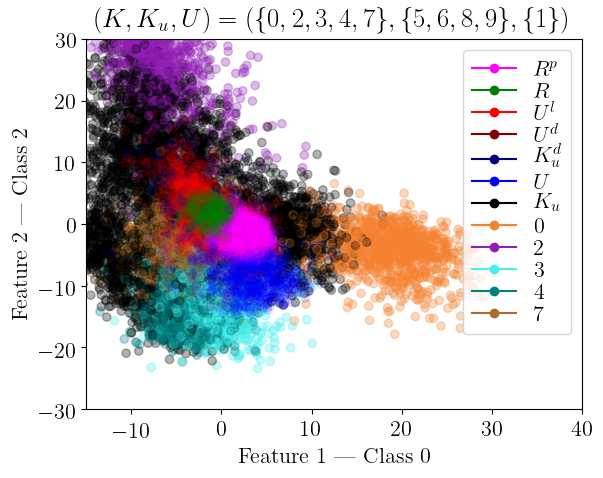 (K, K_u, U) = ({0, 2, 3, 4, 7}, {5, 6, 8, 9}, {1})
30
20
10
0
−10
−20
−30
Feature 2 — Class 2
R^p
R
U^l
U^d
K_u^d
U
K_u
0
2
3
4
7
−10
0
10
20
30
40
Feature 1 — Class 0